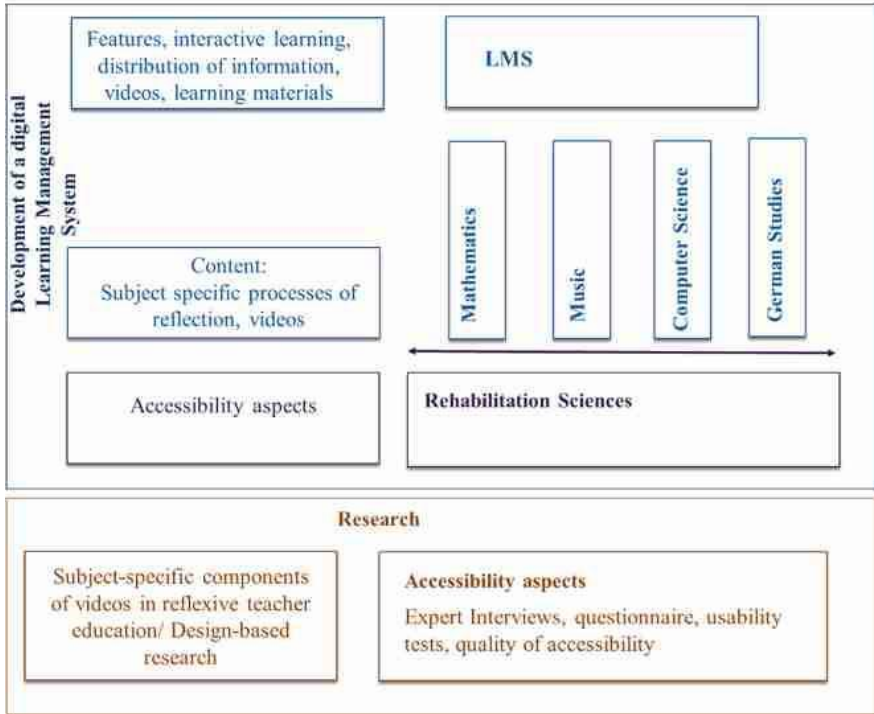 Development of a digital
Learning Management
System
Features, interactive learning,
distribution of information,
videos, learning materials
LMS
Content:
Subject specific processes of
reflection, videos
Mathematics
Music
Computer Science
German Studies
Accessibility aspects
Rehabilitation Sciences
Research
Subject-specific components
of videos in reflexive teacher
education/ Design-based
research
Accessibility aspects
Expert Interviews, questionnaire, usability
tests, quality of accessibility